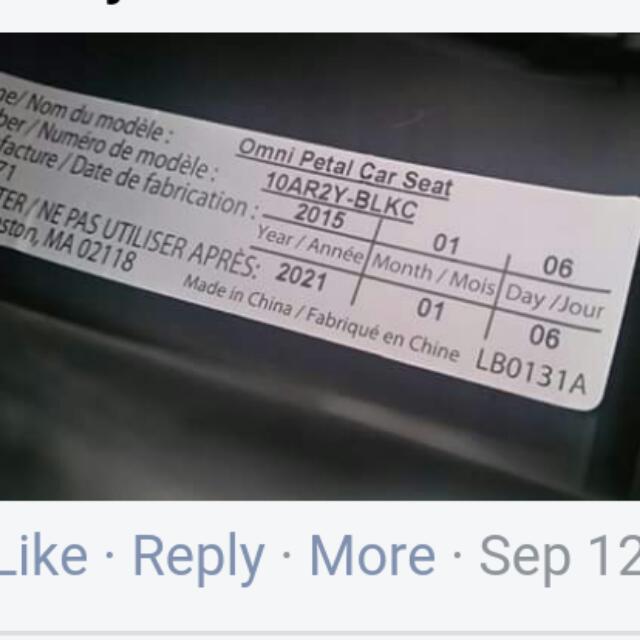 ne/Nom du modèle : Omni Petal Car Seat
ber/Numéro de modèle : 10AR2Y-BLKC
facture/Date de fabrication : 2015 01 06
71 Year/Année Month/Mois Day/Jour
TER/NE PAS UTILISER APRÈS: 2021 01 06
ston, MA 02118 Made in China/Fabriqué en Chine LB0131A
Like · Reply · More · Sep 12